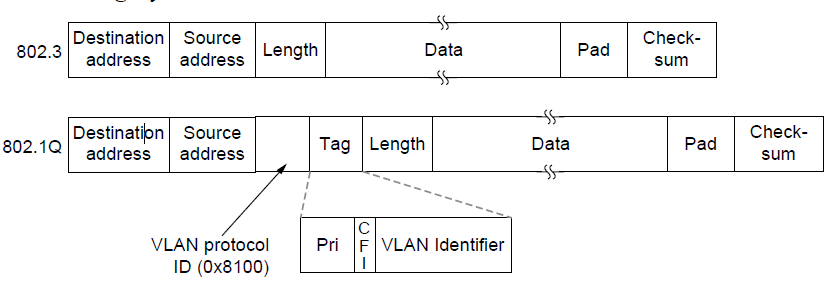 802.3
Destination address
Source address
Length
Data
Pad
Check-sum
802.1Q
Destination address
Source address
Tag
Length
Data
Pad
Check-sum
VLAN protocol
ID (0x8100)
Pri
CFI
VLAN Identifier